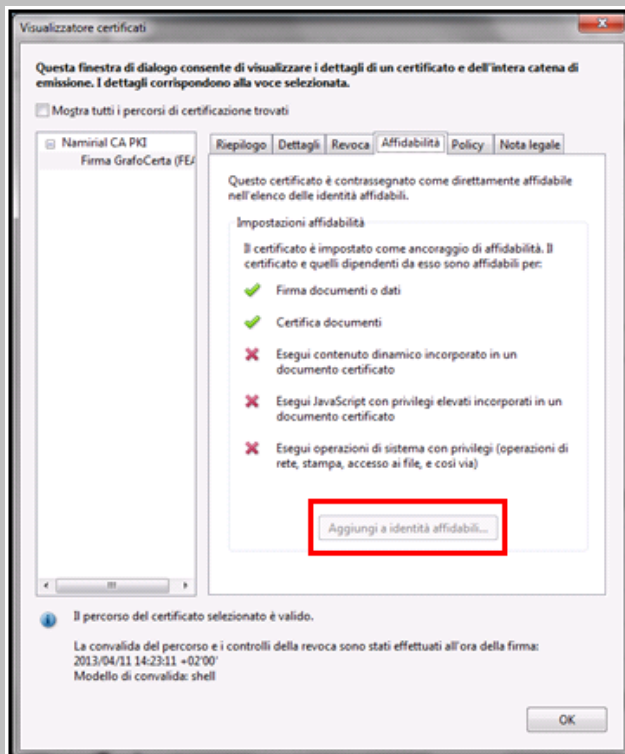 Visualizzatore certificati
Questa finestra di dialogo consente di visualizzare i dettagli di un certificato e dell'intera catena di
emissione. I dettagli corrispondono alla voce selezionata.
Mostra tutti i percorsi di certificazione trovati
Namirial CA PKI
Firma GrafoCerta (FEA
Riepilogo Dettagli Revoca Affidabilità Policy Nota legale
Questo certificato è contrassegnato come direttamente affidabile
nell'elenco delle identità affidabili.
Impostazioni affidabilità
Il certificato è impostato come ancoraggio di affidabilità. Il
certificato e quelli dipendenti da esso sono affidabili per:
Firma documenti o dati
Certifica documenti
Esegui contenuto dinamico incorporato in un
documento certificato
Esegui JavaScript con privilegi elevati incorporati in un
documento certificato
Esegui operazioni di sistema con privilegi (operazioni di
rete, stampa, accesso ai file, e così via)
Aggiungi a identità affidabili...
Il percorso del certificato selezionato è valido.
La convalida del percorso e i controlli della revoca sono stati effettuati all'ora della firma:
2013/04/11 14:23:11 +02'00'
Modello di convalida: shell
OK